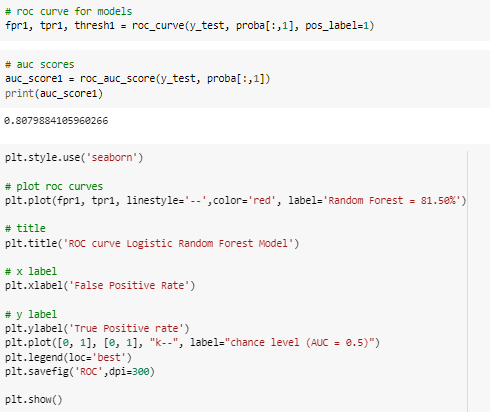 # roc curve for models
fpr1, tpr1, thresh1 = roc_curve(y_test, proba[:,1], pos_label=1)
# auc scores
auc_score1 = roc_auc_score(y_test, proba[:,1])
print(auc_score1)
0.8079884105960266
plt.style.use('seaborn')
# plot roc curves
plt.plot(fpr1, tpr1, linestyle='--',color='red', label='Random Forest = 81.50%')
# title
plt.title('ROC curve Logistic Random Forest Model')
# x label
plt.xlabel('False Positive Rate')
# y label
plt.ylabel('True Positive rate')
plt.plot([0, 1], [0, 1], "k--", label="chance level (AUC = 0.5)")
plt.legend(loc='best')
plt.savefig('ROC',dpi=300)
plt.show()